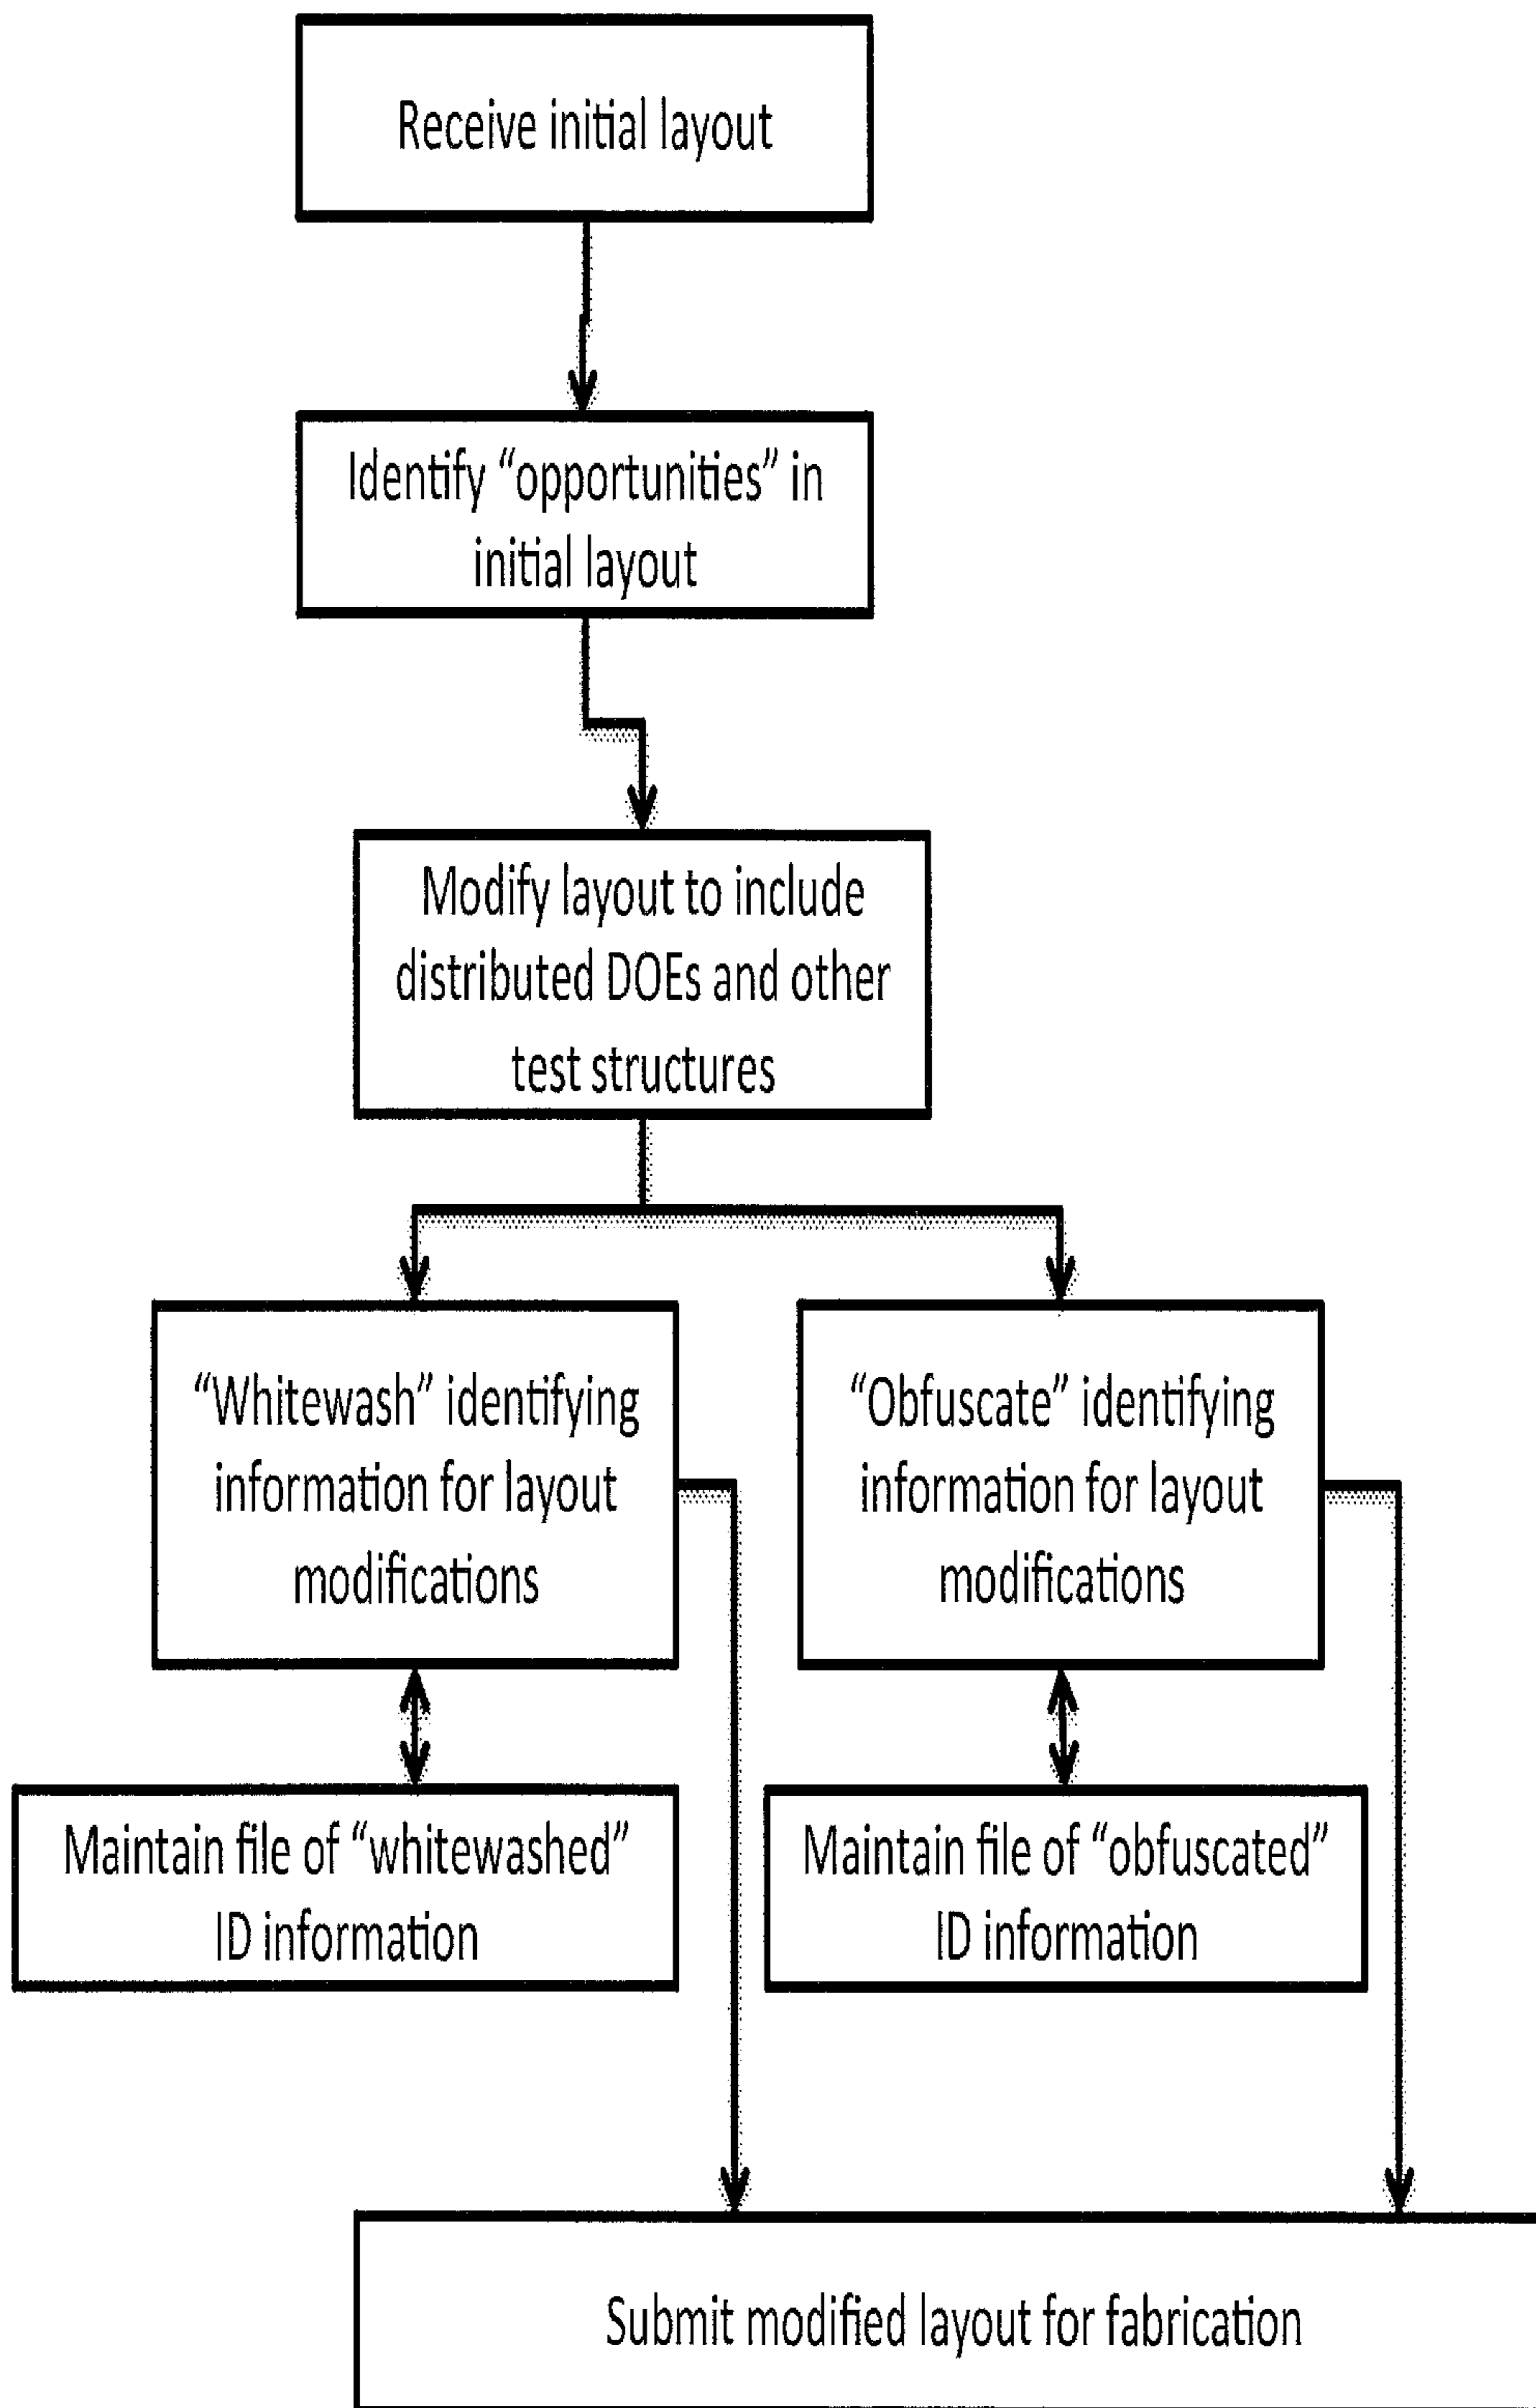 Receive initial layout
Identify “opportunities” in
initial layout
Modify layout to include
distributed DOEs and other
test structures
“Whitewash” identifying
information for layout
modifications
“Obfuscate” identifying
information for layout
modifications
Maintain file of “whitewashed”
ID information
Maintain file of “obfuscated”
ID information
Submit modified layout for fabrication